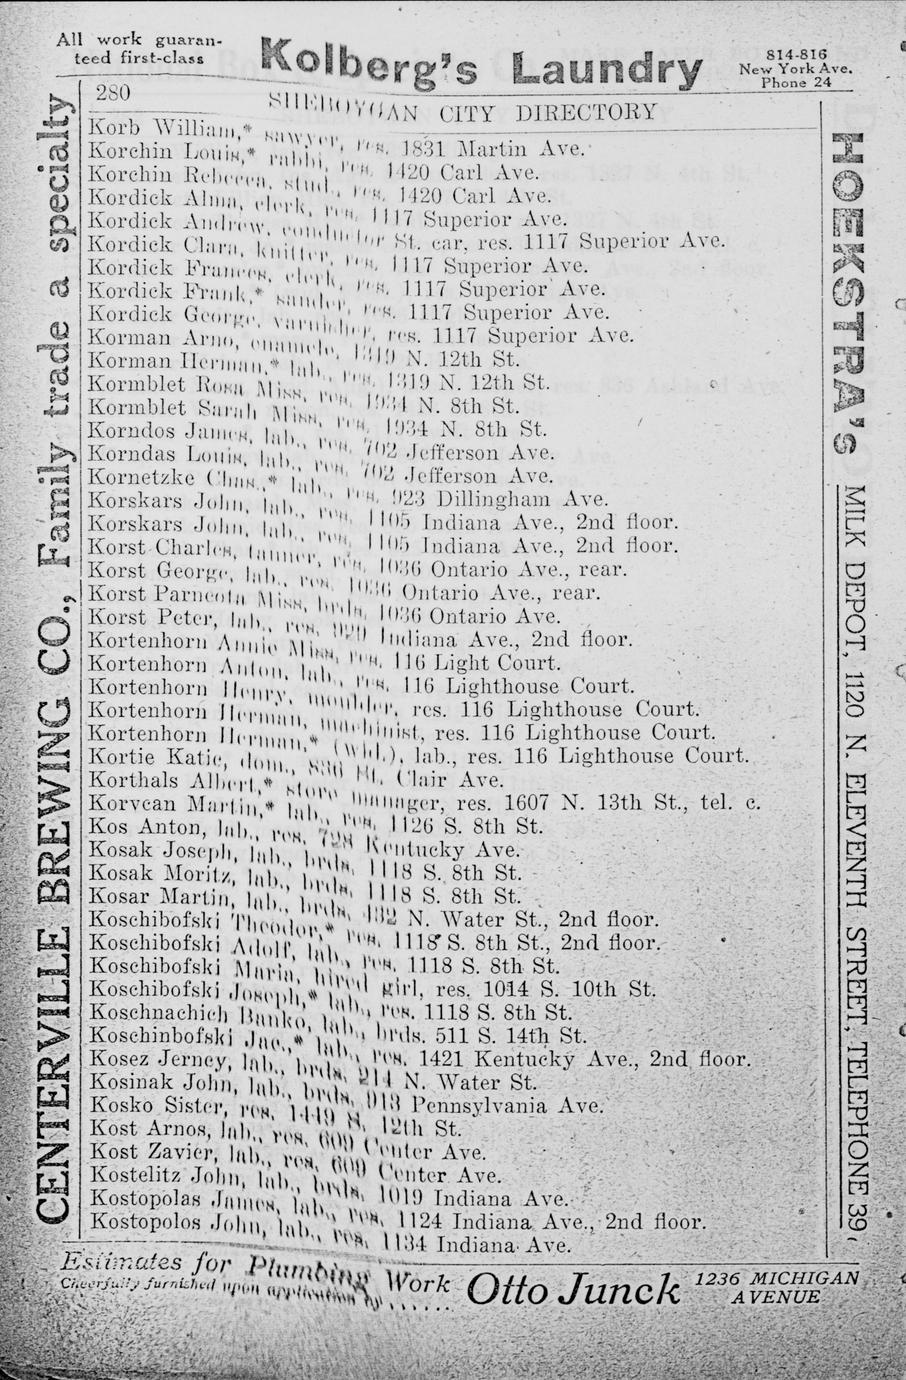 All work guaran-
teed first-class
Kolberg's Laundry
814-816
New York Ave.
Phone 24
280
SHEBOYGAN CITY DIRECTORY
Korb William,* sawyer, res. 1831 Martin Ave.
Korchin Louis,* rabbi, res. 1420 Carl Ave.
Korchin Rebecca, stud., res. 1420 Carl Ave.
Kordick Alma, clerk, res. 1117 Superior Ave.
Kordick Andrew, conductor St. car, res. 1117 Superior Ave.
Kordick Clara, knitter, res. 1117 Superior Ave.
Kordick Frances, clerk, res. 1117 Superior Ave.
Kordick Frank,* sander, res. 1117 Superior Ave.
Kordick George, varnisher, res. 1117 Superior Ave.
Korman Arno, 1319 N. 12th St.
Korman Herman,* lab., res. 1319 N. 12th St.
Kormblet Rosa Miss, res. 1934 N. 8th St.
Kormblet Sarah Miss, res. 1934 N. 8th St.
Korndos James, lab., res. 702 Jefferson Ave.
Korndas Louis, lab., res. 702 Jefferson Ave.
Kornetzke Chas.,* lab., res. 923 Dillingham Ave.
Korskars John, lab., res. 1105 Indiana Ave., 2nd floor.
Korskars John, lab., res. 1105 Indiana Ave., 2nd floor.
Korst Charles, tanner, res. 1036 Ontario Ave., rear.
Korst George, lab., res. 1036 Ontario Ave., rear.
Korst Parneota Miss, brds. 1036 Ontario Ave.
Korst Peter, lab., res. 929 Indiana Ave., 2nd floor.
Kortenhorn Annie Miss, res. 116 Light Court.
Kortenhorn Anton, lab., res. 116 Lighthouse Court.
Kortenhorn Henry, moulder, res. 116 Lighthouse Court.
Kortenhorn Herman, machinist, res. 116 Lighthouse Court.
Kortenhorn Herman,* lab., res. 116 Lighthouse Court.
Kortie Katie, dom., 836 St. Clair Ave.
Korthals Albert,* store manager, res. 1607 N. 13th St., tel. c.
Korvean Martin,* lab., res. 1126 S. 8th St.
Kos Anton, lab., res. 728 Kentucky Ave.
Kosak Joseph, lab., brds. 1118 S. 8th St.
Kosak Moritz, lab., brds. 1118 S. 8th St.
Kosar Martin, lab., brds. 432 N. Water St., 2nd floor.
Koschibofski Theodor,* res. 1118 S. 8th St., 2nd floor.
Koschibofski Adolf, lab., res. 1118 S. 8th St.
Koschibofski Maria, hired girl, res. 1014 S. 10th St.
Koschibofski Joseph,* lab., res. 1118 S. 8th St.
Koschnachich Banko, lab., brds. 511 S. 14th St.
Koschinbofski Jac.,* lab., res. 1421 Kentucky Ave., 2nd floor.
Kosez Jerney, lab., brds. 214 N. Water St.
Kosinak John, lab., brds. 913 Pennsylvania Ave.
Kosko Sister, res. 1449 S. 12th St.
Kost Arnos, lab., res. 609 Center Ave.
Kost Zavier, lab., res. 609 Center Ave.
Kostelitz John, lab., brds. 1019 Indiana Ave.
Kostopolas James, lab., res. 1124 Indiana Ave., 2nd floor.
Kostopolos John, lab., res. 1134 Indiana Ave.
CENTERVILLE BREWING CO., Family trade a specialty
HOEKSTRA'S MILK DEPOT, 1120 N. ELEVENTH STREET, TELEPHONE 39.
Estimates for Plumbing Work
Cheerfully furnished upon application by ......
Otto Junck
1236 MICHIGAN
AVENUE